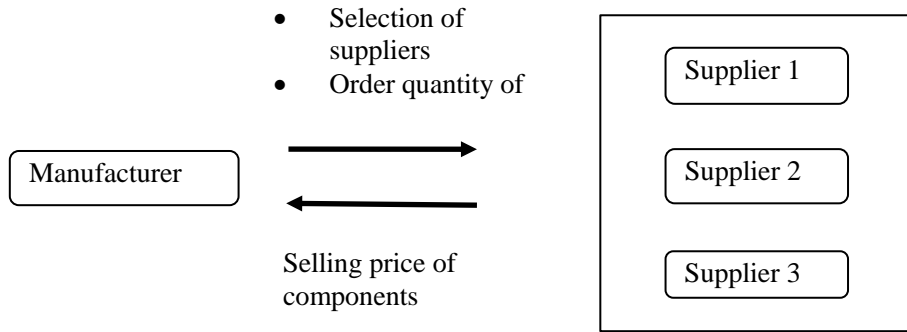 • Selection of
suppliers
• Order quantity of
Manufacturer
Selling price of
components
Supplier 1
Supplier 2
Supplier 3